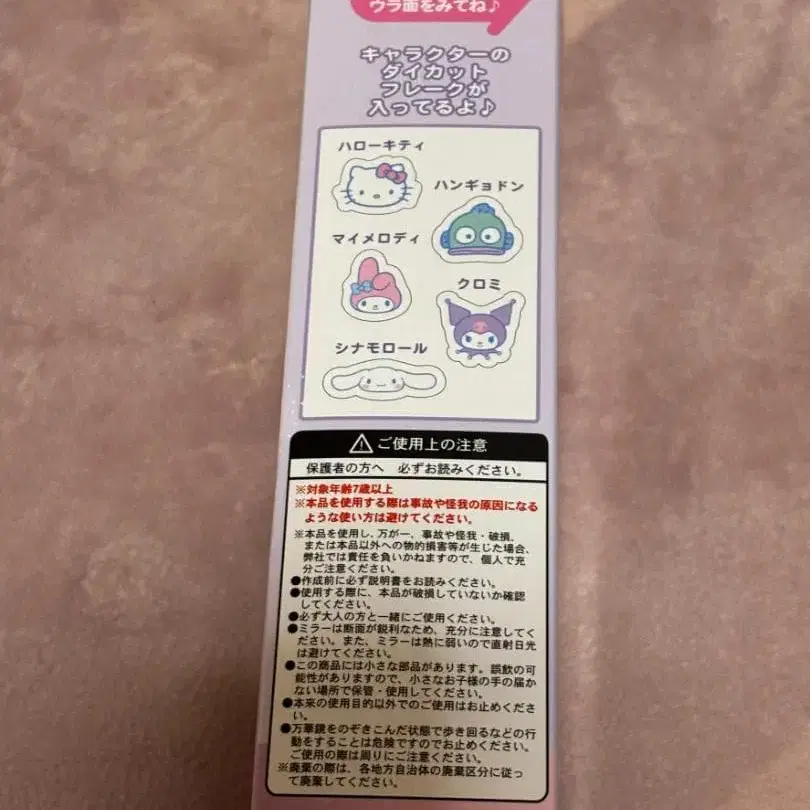 ウラ面をみてね♪
キャラクターの
ダイカット
フレークが
入ってるよ♪
ハローキティ
ハンギョドン
マイメロディ
クロミ
シナモロール
⚠ご使用上の注意
保護者の方へ 必ずお読みください。
※対象年齢7歳以上
※本品を使用する際は事故や怪我の原因になる
ような使い方は避けてください。
※本品を使用し、万が一、事故や怪我・破損、
または本品以外への物的損害等が生じた場合、
弊社では責任を負いかねますので、個人で充
分ご注意ください。
●作成前に必ず説明書をお読みください。
●使用する際に、本品が破損していないか確認
してください。
●必ず大人の方と一緒にご使用ください。
●ミラーは断面が鋭利なため、充分に注意してく
ださい。また、ミラーは熱に弱いので直射日光
は避けてください。
●この商品には小さな部品があります。誤飲の可
能性がありますので、小さなお子様の手の届か
ない場所で保管・使用してください。
●本来の使用目的以外でのご使用はお止めくださ
い。
●万華鏡をのぞきこんだ状態で歩き回るなどの行
動をすることは危険ですのでお止めください。
ご使用の際は周りにご注意ください。
※廃棄の際は、各地方自治体の廃棄区分に従っ
て廃棄してください。